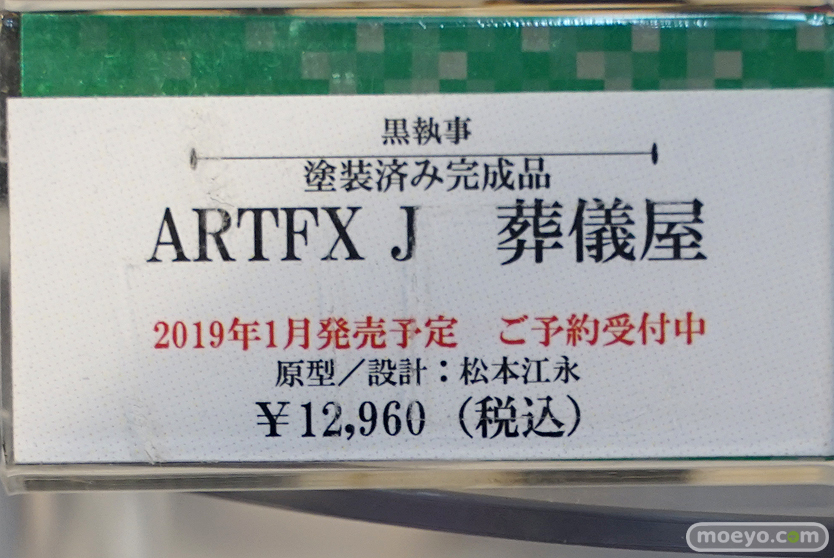 黒執事
塗装済み完成品
ARTFX J　葬儀屋
2019年1月発売予定　ご予約受付中
原型／設計：松本江永
￥12,960（税込）
moeyo.com